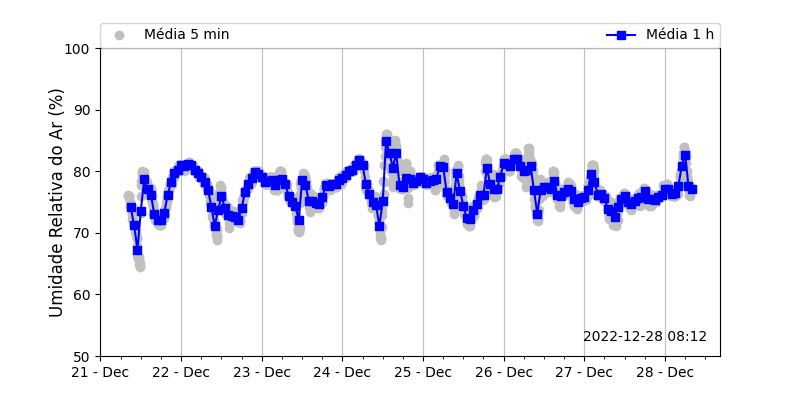 Média 5 min
Média 1 h
Umidade Relativa do Ar (%)
100
90
80
70
60
50
2022-12-28 08:12
21 - Dec
22 - Dec
23 - Dec
24 - Dec
25 - Dec
26 - Dec
27 - Dec
28 - Dec